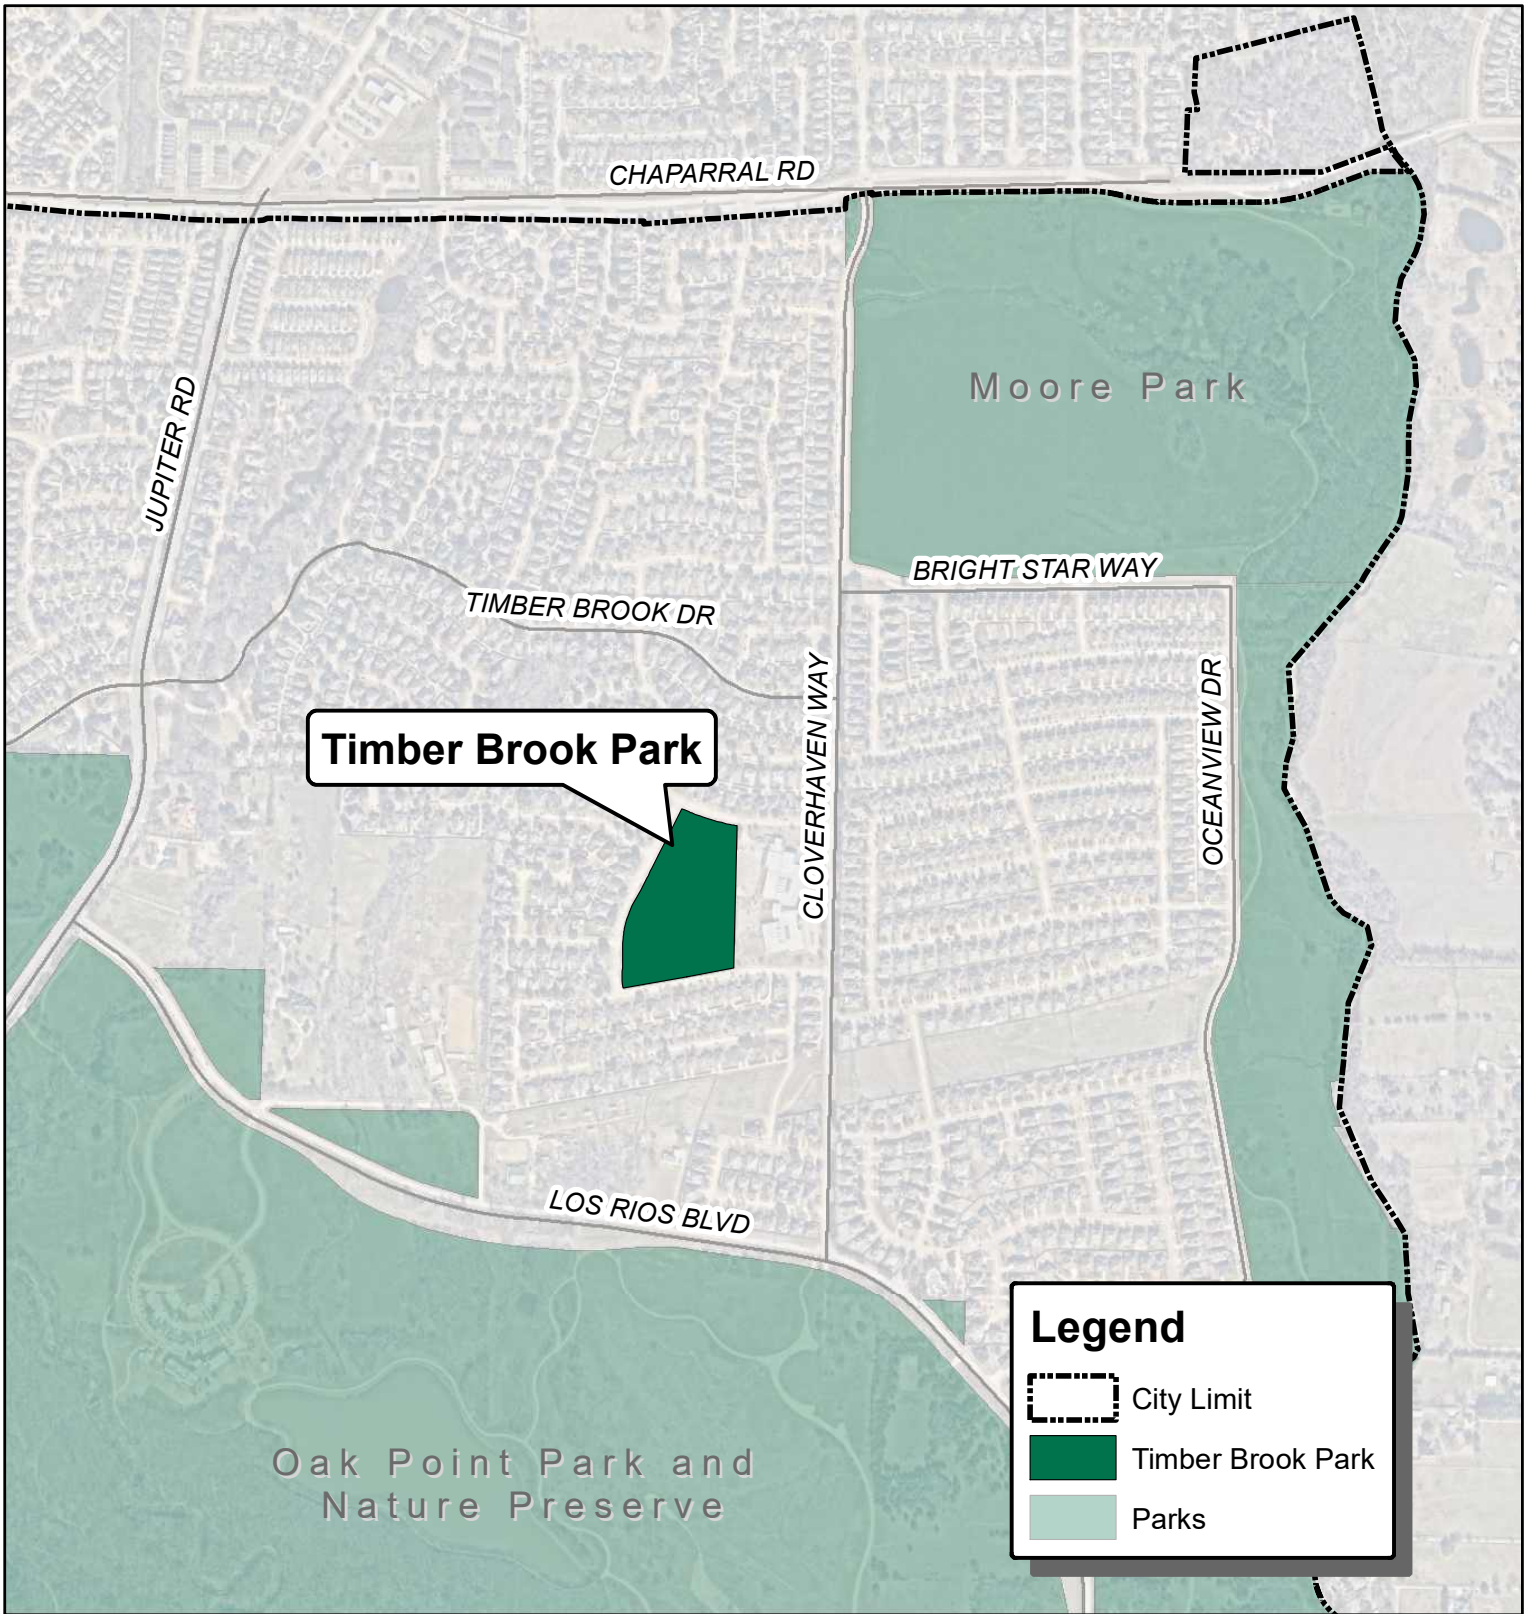 CHAPARRAL RD
Moore Park
JUPITER RD
BRIGHT STAR WAY
TIMBER BROOK DR
CLOVERHAVEN WAY
OCEANVIEW DR
Timber Brook Park
LOS RIOS BLVD
Oak Point Park and
Nature Preserve
Legend
City Limit
Timber Brook Park
Parks